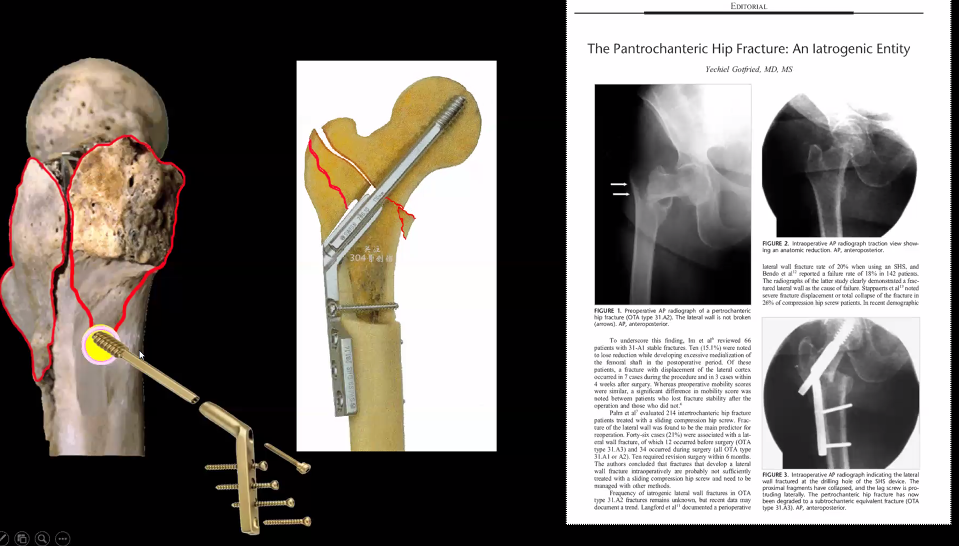 EDITORIAL
The Pantrochanteric Hip Fracture: An Iatrogenic Entity
Yechiel Gotfried, MD, MS
FIGURE 1. Preoperative AP radiograph of a pertrochanteric
hip fracture (OTA type 31.A2). The lateral wall is not broken
(arrows). AP, anteroposterior.
To underscore this finding, Im et al reviewed 66
patients with 31-A1 stable fractures. Ten (15.1%) were noted
to lose reduction while developing excessive medialization of
the femoral shaft in the postoperative period. Of these
patients, a fracture with displacement of the lateral cortex
occurred in 7 cases during the procedure and in 3 cases within
4 weeks after surgery. Whereas preoperative mobility scores
were similar, a significant difference in mobility score was
noted between patients who lost fracture stability after the
operation and those who did not.
Palm et al evaluated 214 intertrochanteric hip fracture
patients treated with a sliding compression hip screw. Frac-
ture of the lateral wall was found to be the main predictor for
reoperation. Forty-six cases (21%) were associated with a lat-
eral wall fracture, of which 12 occurred before surgery (OTA
type 31.A3) and 34 occurred during surgery (all OTA type
31.A1 or A2). Ten required revision surgery within 6 months.
The authors concluded that fractures that develop a lateral
wall fracture intraoperatively are probably not sufficiently
treated with a sliding compression hip screw and need to be
managed with other methods.
Frequency of iatrogenic lateral wall fractures in OTA
type 31.A2 fractures remains unknown, but recent data may
document a trend. Langford et al documented a perioperative
FIGURE 2. Intraoperative AP radiograph traction view show-
ing an anatomic reduction. AP, anteroposterior.
lateral wall fracture rate of 20% when using an SHS, and
Bendo et al reported a failure rate of 18% in 142 patients.
The radiographs of the latter study clearly demonstrated a frac-
tured lateral wall as the cause of failure. Stappaerts et al noted
severe fracture displacement or total collapse of the fracture in
26% of compression hip screw patients. In recent demographic
FIGURE 3. Intraoperative AP radiograph indicating the lateral
wall fractured at the drilling hole of the SHS device. The
proximal fragments have collapsed, and the lag screw is pro-
truding laterally. The pertrochanteric hip fracture has now
been degraded to a subtrochanteric equivalent fracture (OTA
type 31.A3). AP, anteroposterior.